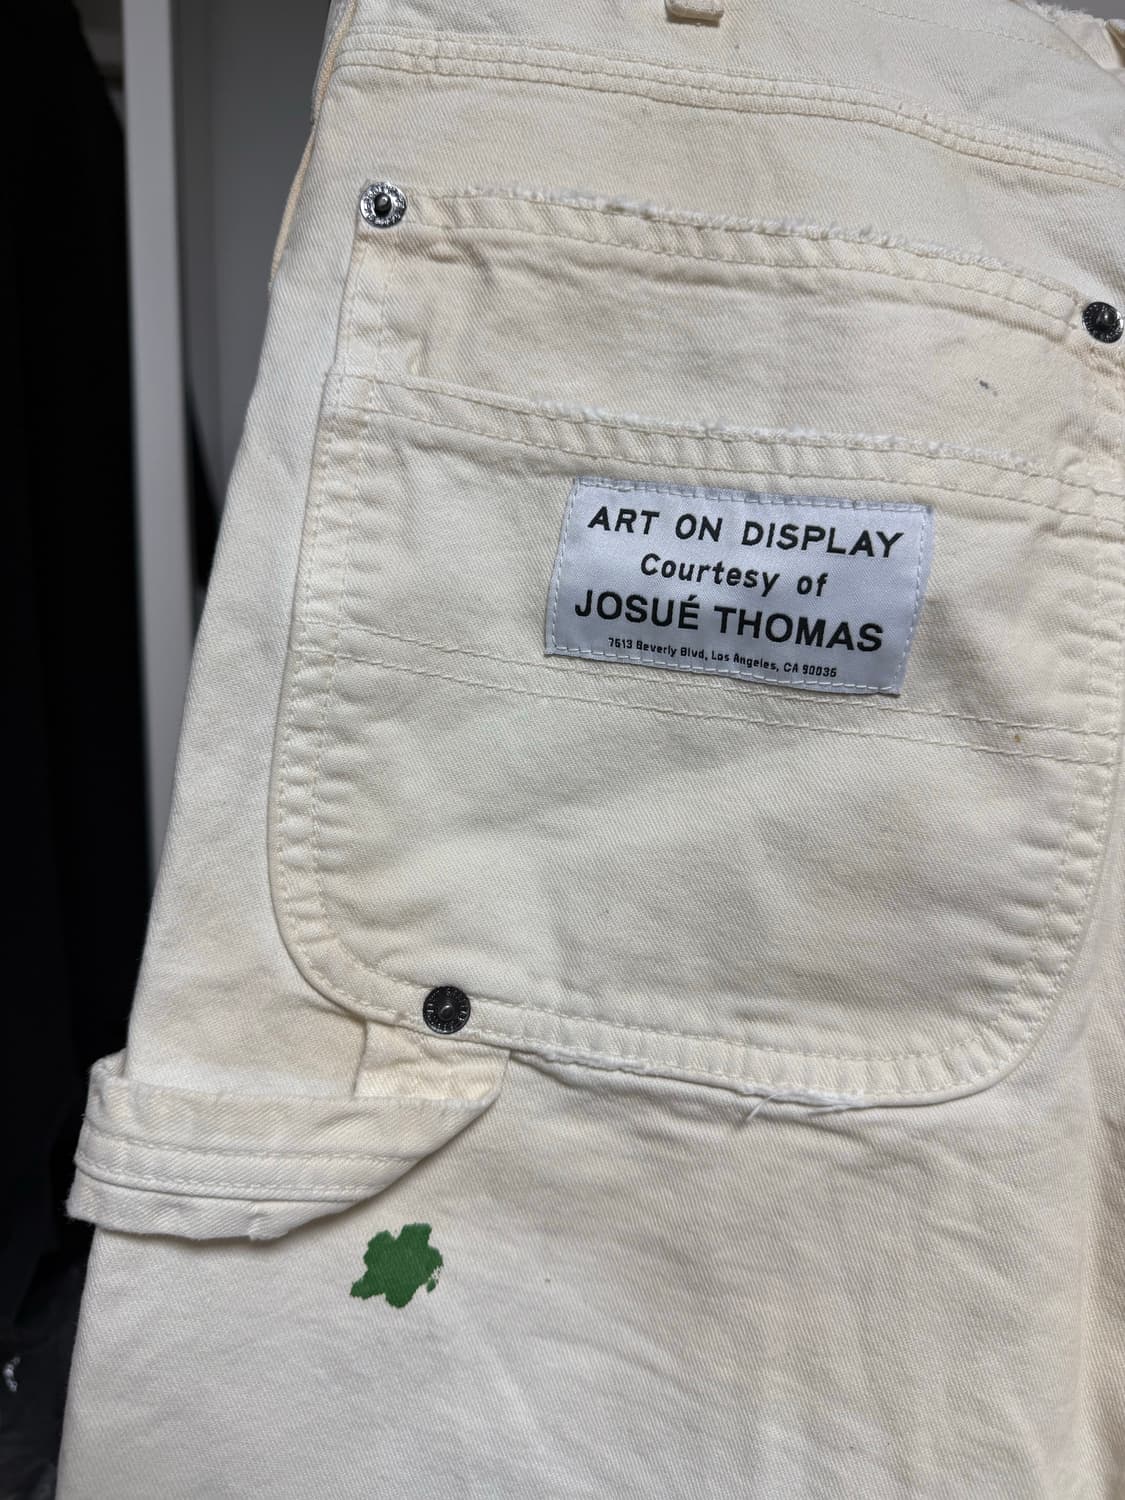 ART ON DISPLAY
Courtesy of
JOSUÉ THOMAS
7613 Beverly Blvd, Los Angeles, CA 90036